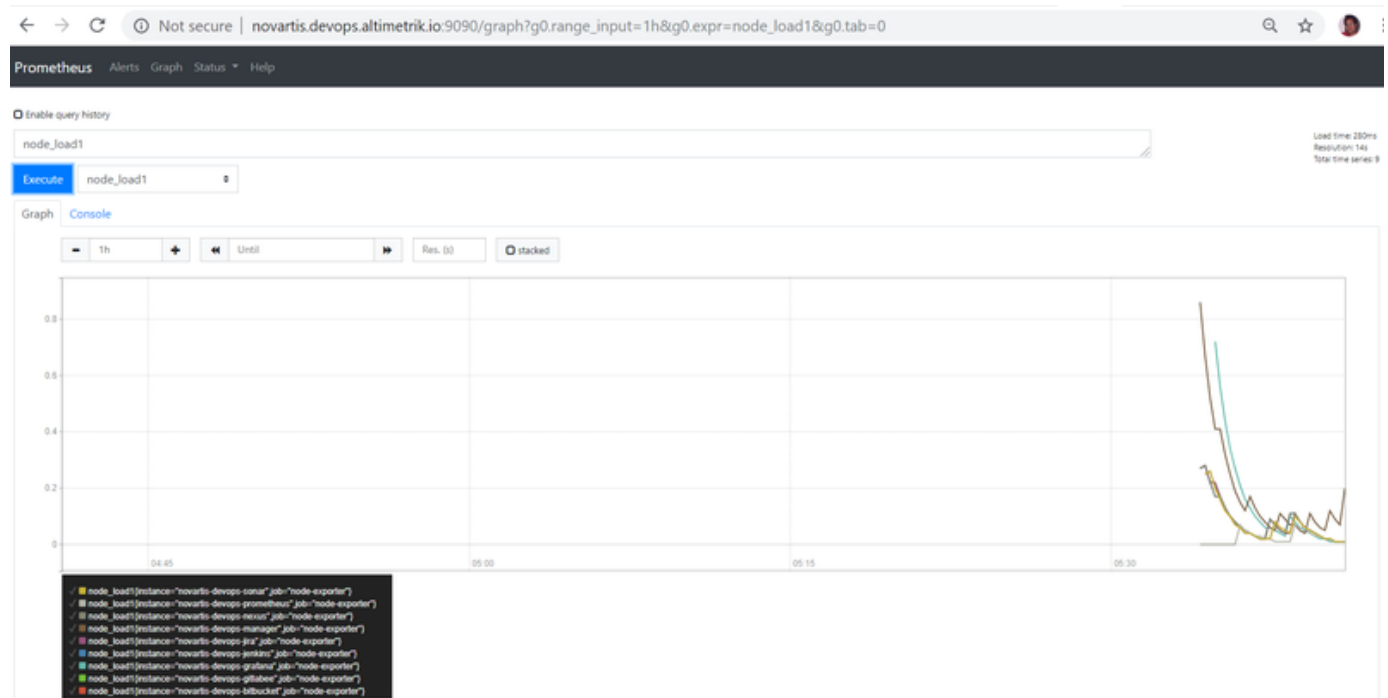 Not secure | novartis.devops.altimetrik.io:9090/graph?g0.range_input=1h&g0.expr=node_load1&g0.tab=0
Prometheus Alerts Graph Status Help
Enable query history
node_load1
Load time: 280ms
Resolution: 14s
Total time series: 9
Execute node_load1
Graph Console
1h Until Res. (s) stacked
0.8
0.6
0.4
0.2
0
04:45 05:00 05:15 05:30
node_load1{instance="novartis-devops-sonar",job="node-exporter"}
node_load1{instance="novartis-devops-prometheus",job="node-exporter"}
node_load1{instance="novartis-devops-nexus",job="node-exporter"}
node_load1{instance="novartis-devops-manager",job="node-exporter"}
node_load1{instance="novartis-devops-jira",job="node-exporter"}
node_load1{instance="novartis-devops-jenkins",job="node-exporter"}
node_load1{instance="novartis-devops-grafana",job="node-exporter"}
node_load1{instance="novartis-devops-gitlabee",job="node-exporter"}
node_load1{instance="novartis-devops-bitbucket",job="node-exporter"}